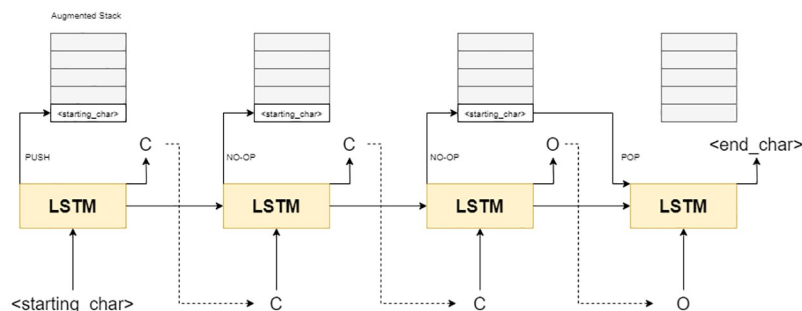 Augmented Stack
<starting_char> <starting_char> <starting_char>
PUSH C NO-OP C NO-OP O POP <end_char>
LSTM LSTM LSTM LSTM
<starting_char> C C O